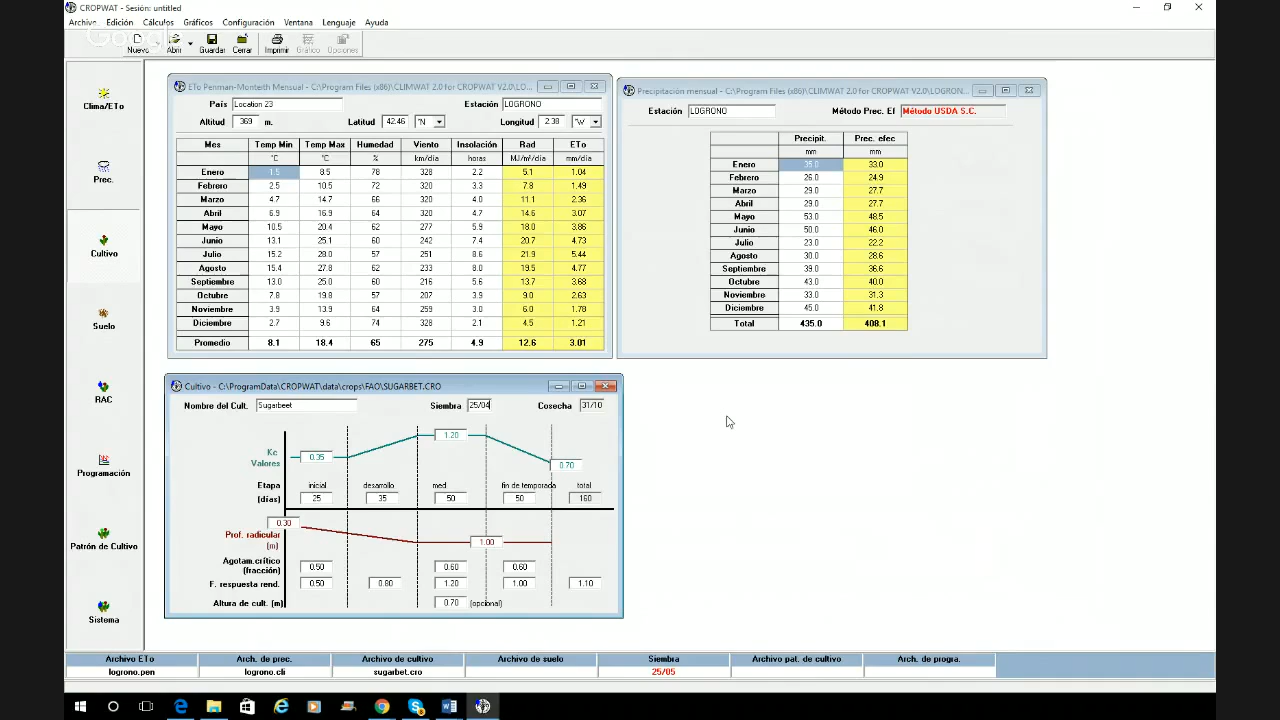 CROPWAT - Sesión: untitled
Archivo Edición Cálculos Gráficos Configuración Ventana Lenguaje Ayuda
Nuevo Abrir Guardar Cerrar Imprimir Gráfico Opciones
Clima/ETo
Prec.
Cultivo
Suelo
RAC
Programación
Patrón de Cultivo
Sistema
ETo Penman-Monteith Mensual - C:\Program Files (x86)\CLIMWAT 2.0 for CROPWAT V2.0\LO...
País Location 23 Estación LOGRONO
Altitud 369 m. Latitud 42.46 °N Longitud 2.38 °W
Mes Temp Min Temp Max Humedad Viento Insolación Rad ETo
°C °C % km/día horas MJ/m²/día mm/día
Enero 1.5 8.5 78 328 2.2 5.1 1.04
Febrero 2.5 10.5 72 320 3.3 7.8 1.49
Marzo 4.7 14.7 66 320 4.0 11.1 2.36
Abril 6.9 16.9 64 320 4.7 14.6 3.07
Mayo 10.5 20.4 62 277 5.9 18.0 3.86
Junio 13.1 25.1 60 242 7.4 20.7 4.73
Julio 15.2 28.0 57 251 8.6 21.9 5.44
Agosto 15.4 27.8 62 233 8.0 19.5 4.77
Septiembre 13.0 25.0 60 216 5.6 13.7 3.68
Octubre 7.8 19.8 57 207 3.9 9.0 2.63
Noviembre 3.9 13.9 64 259 3.0 6.0 1.78
Diciembre 2.7 9.6 74 328 2.1 4.5 1.21
Promedio 8.1 18.4 65 275 4.9 12.6 3.01
Precipitación mensual - C:\Program Files (x86)\CLIMWAT 2.0 for CROPWAT V2.0\LOGRON...
Estación LOGRONO Método Prec. Ef Método USDA S.C.
Precipit. Prec. efec
mm mm
Enero 35.0 33.0
Febrero 26.0 24.9
Marzo 29.0 27.7
Abril 29.0 27.7
Mayo 53.0 48.5
Junio 50.0 46.0
Julio 23.0 22.2
Agosto 30.0 28.6
Septiembre 39.0 36.6
Octubre 43.0 40.0
Noviembre 33.0 31.3
Diciembre 45.0 41.8
Total 435.0 408.1
Cultivo - C:\ProgramData\CROPWAT\data\crops\FAO\SUGARBET.CRO
Nombre del Cult. Sugarbeet Siembra 25/04 Cosecha 31/10
1.20
Kc
Valores 0.35 0.70
Etapa inicial desarrollo med fin de temporada total
(días) 25 35 50 50 160
0.30
Prof. radicular
(m) 1.00
Agotam.crítico
(fracción) 0.50 0.60 0.60
F. respuesta rend. 0.50 0.80 1.20 1.00 1.10
Altura de cult. (m) 0.70 (opcional)
Archivo ETo Arch. de prec. Archivo de cultivo Archivo de suelo Siembra Archivo pat. de cultivo Arch. de progra.
logrono.pen logrono.cli sugarbet.cro 25/05